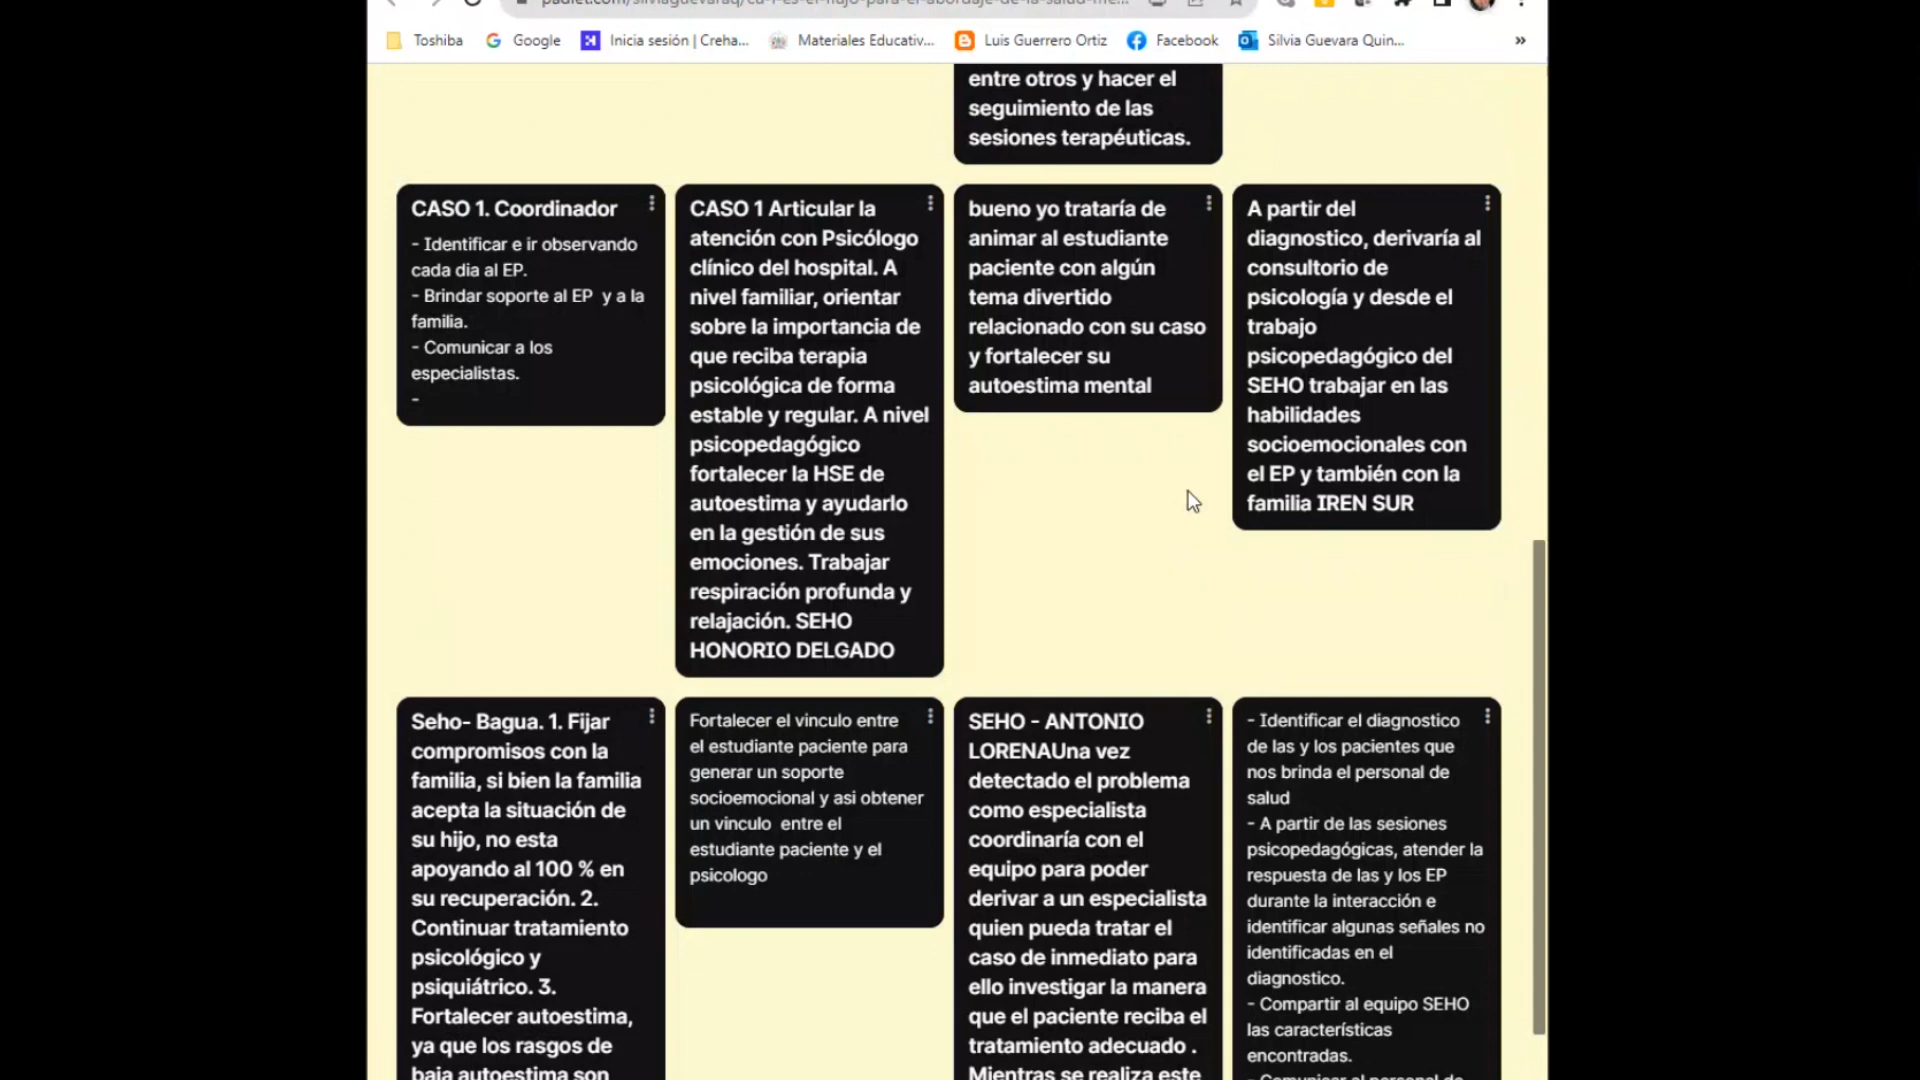 Toshiba
Google
Inicia sesión | Creha...
Materiales Educativ...
Luis Guerrero Ortiz
Facebook
Silvia Guevara Quin...
»
entre otros y hacer el
seguimiento de las
sesiones terapéuticas.
CASO 1. Coordinador
- Identificar e ir observando
cada dia al EP.
- Brindar soporte al EP  y a la
familia.
- Comunicar a los
especialistas.
-
CASO 1 Articular la
atención con Psicólogo
clínico del hospital. A
nivel familiar, orientar
sobre la importancia de
que reciba terapia
psicológica de forma
estable y regular. A nivel
psicopedagógico
fortalecer la HSE de
autoestima y ayudarlo
en la gestión de sus
emociones. Trabajar
respiración profunda y
relajación. SEHO
HONORIO DELGADO
bueno yo trataría de
animar al estudiante
paciente con algún
tema divertido
relacionado con su caso
y fortalecer su
autoestima mental
A partir del
diagnostico, derivaría al
consultorio de
psicología y desde el
trabajo
psicopedagógico del
SEHO trabajar en las
habilidades
socioemocionales con
el EP y también con la
familia IREN SUR
Seho- Bagua. 1. Fijar
compromisos con la
familia, si bien la familia
acepta la situación de
su hijo, no esta
apoyando al 100 % en
su recuperación. 2.
Continuar tratamiento
psicológico y
psiquiátrico. 3.
Fortalecer autoestima,
ya que los rasgos de
baja autoestima son
Fortalecer el vinculo entre
el estudiante paciente para
generar un soporte
socioemocional y asi obtener
un vinculo  entre el
estudiante paciente y el
psicologo
SEHO - ANTONIO
LORENAUna vez
detectado el problema
como especialista
coordinaría con el
equipo para poder
derivar a un especialista
quien pueda tratar el
caso de inmediato para
ello investigar la manera
que el paciente reciba el
tratamiento adecuado .
Mientras se realiza este
- Identificar el diagnostico
de las y los pacientes que
nos brinda el personal de
salud
- A partir de las sesiones
psicopedagógicas, atender la
respuesta de las y los EP
durante la interacción e
identificar algunas señales no
identificadas en el
diagnostico.
- Compartir al equipo SEHO
las características
encontradas.
- Comunicar al personal de